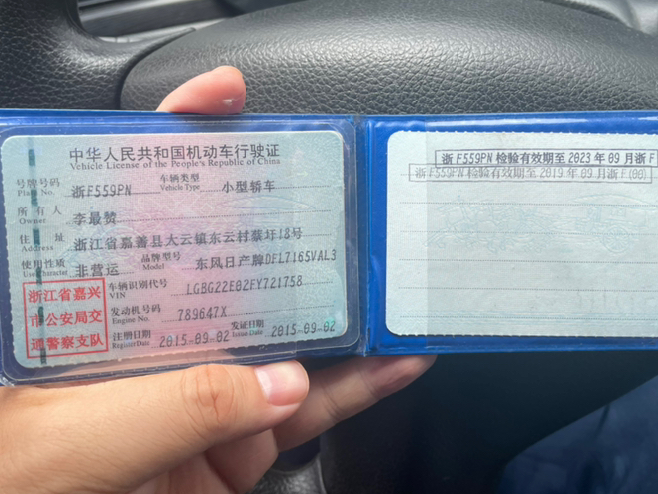 中华人民共和国机动车行驶证
Vehicle License of the People's Republic of China
号牌号码 浙F559PN 车辆类型 小型轿车
Plate No. Vehicle Type
所有人 李最赞
Owner
住址 浙江省嘉善县大云镇东云村蔡圩18号
Address
使用性质 非营运 品牌型号 东风日产牌DFL7165VAL3
Use Character Model
浙江省嘉兴
市公安局交
通警察支队
车辆识别代号 LGBG22E02FY721758
VIN
发动机号码 789647X
Engine No.
注册日期 2015-09-02 发证日期 2015-09-02
Register Date Issue Date
浙F559PN 检验有效期至 2023 年 09 月浙F
浙F559PN 检验有效期至 2019 年 09 月浙F(00)